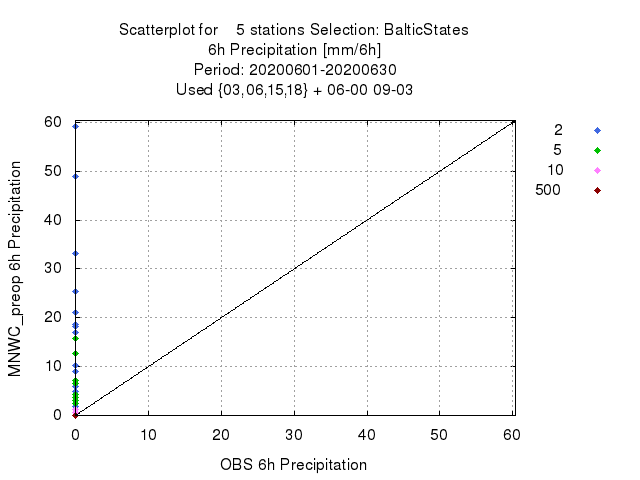 Scatterplot for 5 stations Selection: BalticStates
6h Precipitation [mm/6h]
Period: 20200601-20200630
Used {03,06,15,18} + 06-00 09-03
60
50
40
30
20
10
0
MNWC_preop 6h Precipitation
0 10 20 30 40 50 60
OBS 6h Precipitation
2
5
10
500